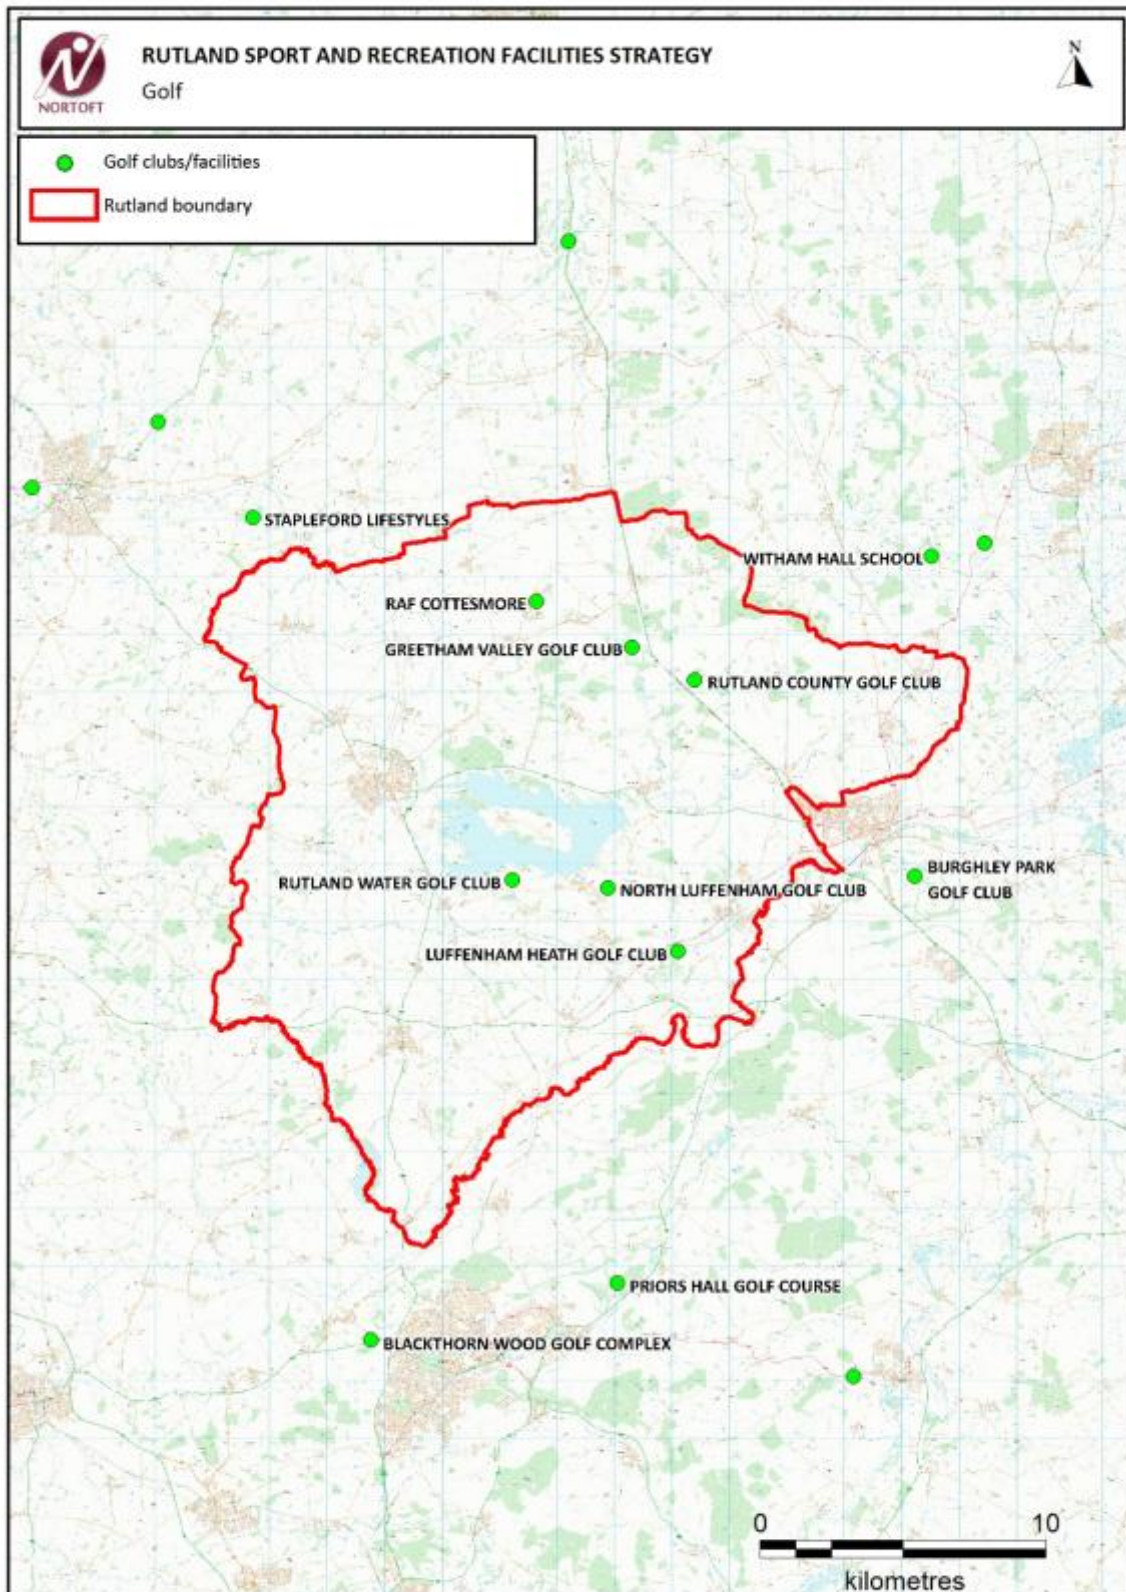 RUTLAND SPORT AND RECREATION FACILITIES STRATEGY
Golf
NORTOFT
N
Golf clubs/facilities
Rutland boundary
STAPLEFORD LIFESTYLES
WITHAM HALL SCHOOL
RAF COTTESMORE
GREETHAM VALLEY GOLF CLUB
RUTLAND COUNTY GOLF CLUB
RUTLAND WATER GOLF CLUB
NORTH LUFFENHAM GOLF CLUB
BURGHLEY PARK
GOLF CLUB
LUFFENHAM HEATH GOLF CLUB
PRIORS HALL GOLF COURSE
BLACKTHORN WOOD GOLF COMPLEX
0 10
kilometres